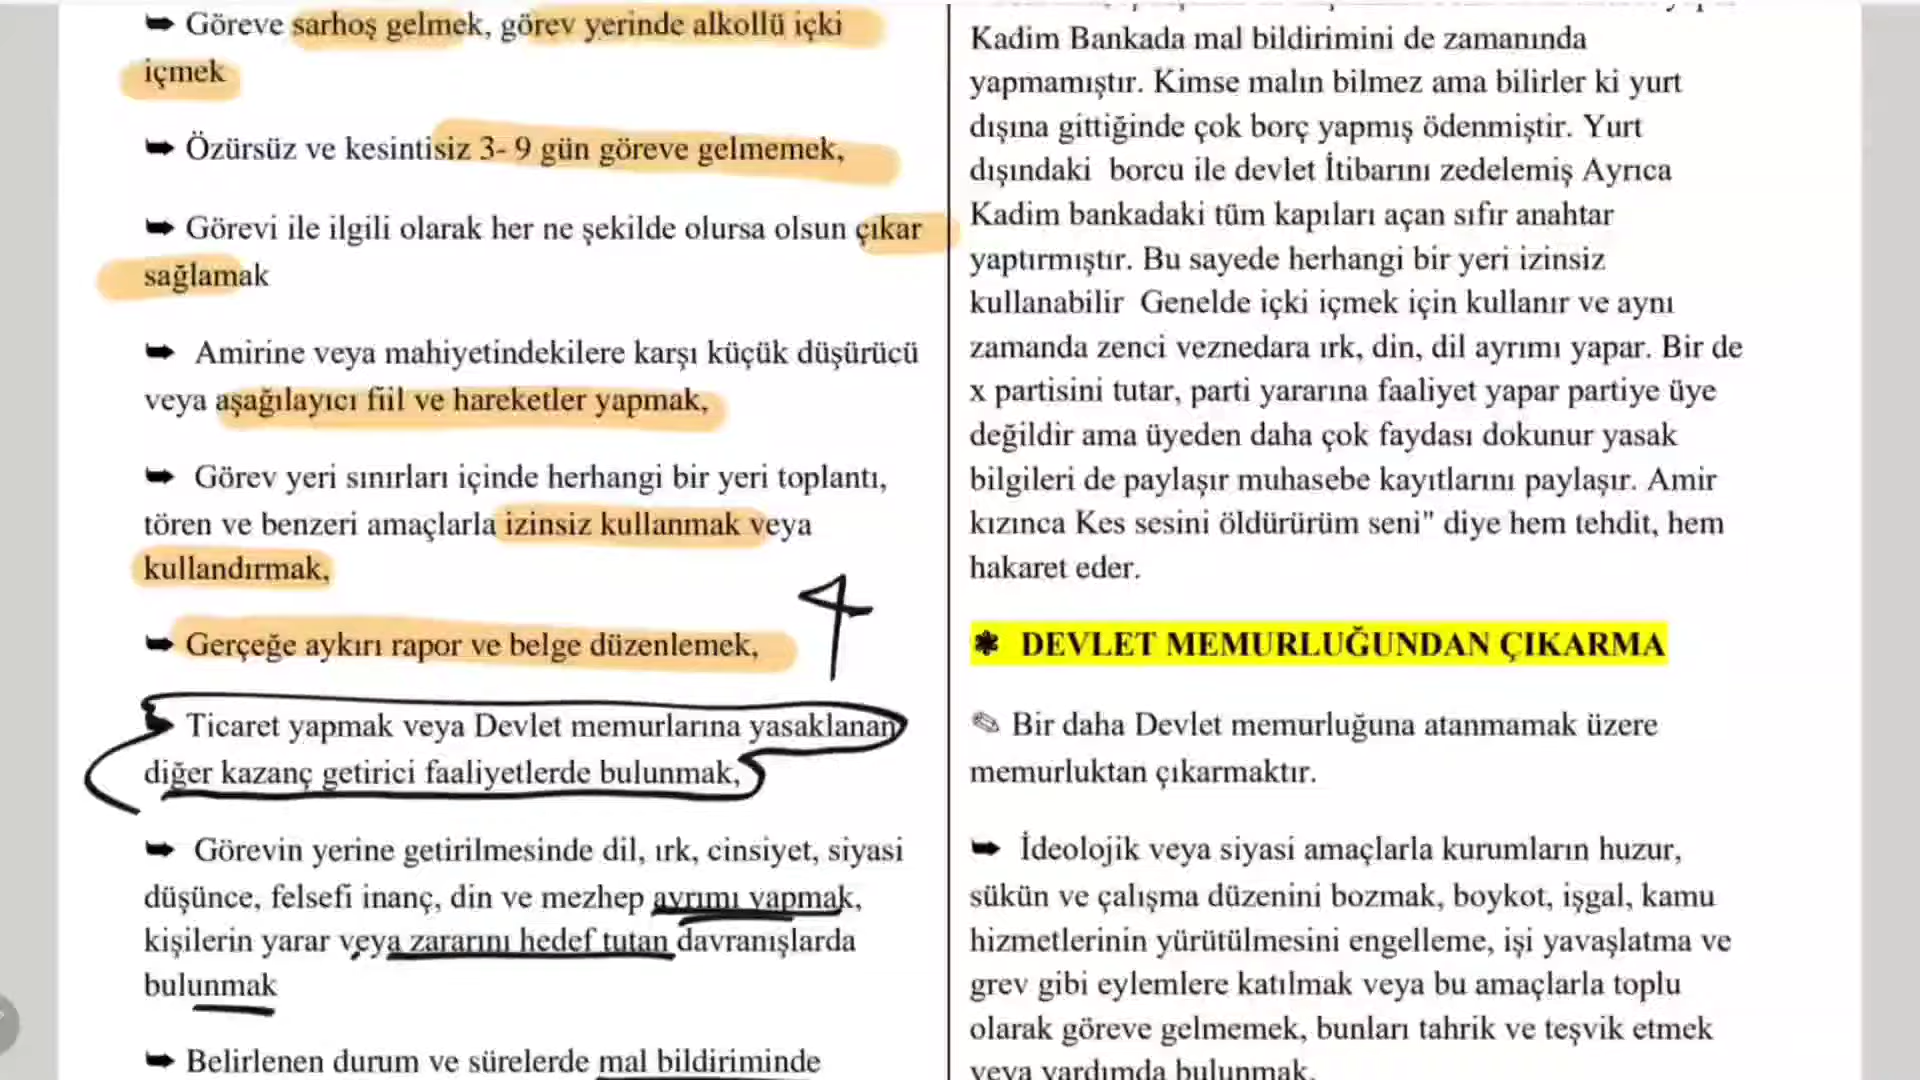 ➥ Göreve sarhoş gelmek, görev yerinde alkollü içki
içmek
➥ Özürsüz ve kesintisiz 3- 9 gün göreve gelmemek,
➥ Görevi ile ilgili olarak her ne şekilde olursa olsun çıkar
sağlamak
➥ Amirine veya mahiyetindekilere karşı küçük düşürücü
veya aşağılayıcı fiil ve hareketler yapmak,
➥ Görev yeri sınırları içinde herhangi bir yeri toplantı,
tören ve benzeri amaçlarla izinsiz kullanmak veya
kullandırmak,
➥ Gerçeğe aykırı rapor ve belge düzenlemek,
➥ Ticaret yapmak veya Devlet memurlarına yasaklanan
diğer kazanç getirici faaliyetlerde bulunmak,
➥ Görevin yerine getirilmesinde dil, ırk, cinsiyet, siyasi
düşünce, felsefi inanç, din ve mezhep ayrımı yapmak,
kişilerin yarar veya zararını hedef tutan davranışlarda
bulunmak
➥ Belirlenen durum ve sürelerde mal bildiriminde
Kadim Bankada mal bildirimini de zamanında
yapmamıştır. Kimse malın bilmez ama bilirler ki yurt
dışına gittiğinde çok borç yapmış ödenmiştir. Yurt
dışındaki borcu ile devlet İtibarını zedelemiş Ayrıca
Kadim bankadaki tüm kapıları açan sıfır anahtar
yaptırmıştır. Bu sayede herhangi bir yeri izinsiz
kullanabilir Genelde içki içmek için kullanır ve aynı
zamanda zenci veznedara ırk, din, dil ayrımı yapar. Bir de
x partisini tutar, parti yararına faaliyet yapar partiye üye
değildir ama üyeden daha çok faydası dokunur yasak
bilgileri de paylaşır muhasebe kayıtlarını paylaşır. Amir
kızınca Kes sesini öldürürüm seni" diye hem tehdit, hem
hakaret eder.
❃ DEVLET MEMURLUĞUNDAN ÇIKARMA
✎ Bir daha Devlet memurluğuna atanmamak üzere
memurluktan çıkarmaktır.
➥ İdeolojik veya siyasi amaçlarla kurumların huzur,
sükün ve çalışma düzenini bozmak, boykot, işgal, kamu
hizmetlerinin yürütülmesini engelleme, işi yavaşlatma ve
grev gibi eylemlere katılmak veya bu amaçlarla toplu
olarak göreve gelmemek, bunları tahrik ve teşvik etmek
veya yardımda bulunmak.